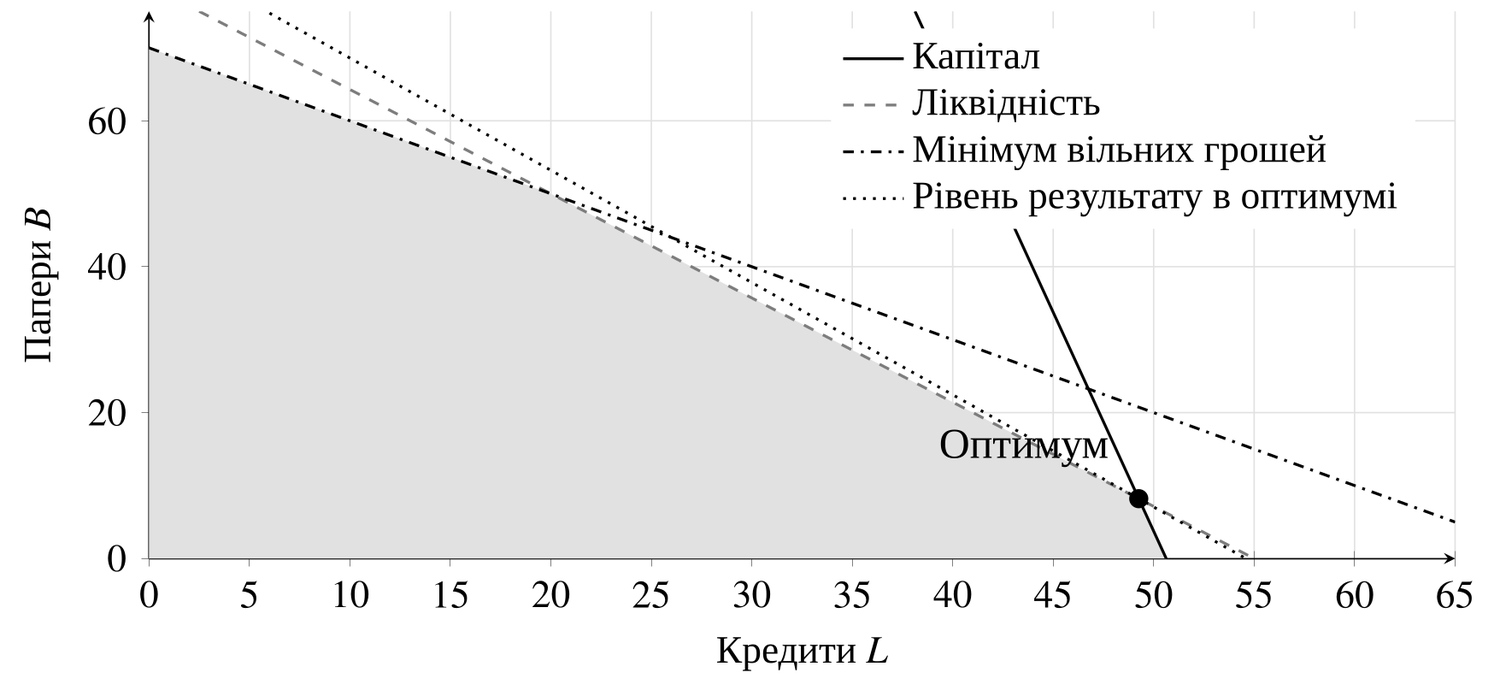 Капітал
Ліквідність
Мінімум вільних грошей
Рівень результату в оптимумі
Папери B
60
40
20
0
Оптимум
0 5 10 15 20 25 30 35 40 45 50 55 60 65
Кредити L